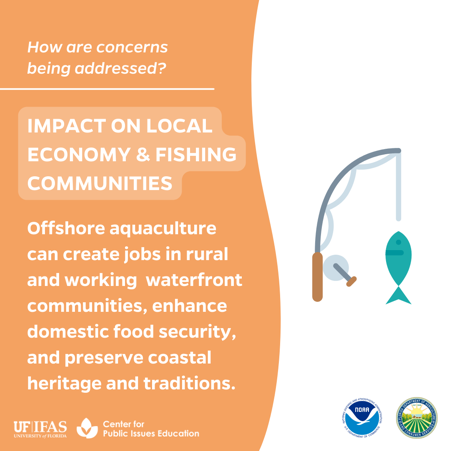 How are concerns
being addressed?
IMPACT ON LOCAL
ECONOMY & FISHING
COMMUNITIES
Offshore aquaculture
can create jobs in rural
and working waterfront
communities, enhance
domestic food security,
and preserve coastal
heritage and traditions.
UF|IFAS
UNIVERSITY of FLORIDA
Center for
Public Issues Education
NOAA